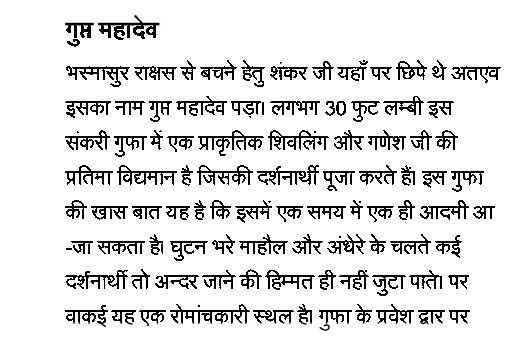 गुप्त महादेव
भस्मासुर राक्षस से बचने हेतु शंकर जी यहाँ पर छिपे थे अतएव
इसका नाम गुप्त महादेव पड़ा। लगभग 30 फुट लम्बी इस
संकरी गुफा में एक प्राकृतिक शिवलिंग और गणेश जी की
प्रतिमा विद्यमान है जिसकी दर्शनार्थी पूजा करते हैं। इस गुफा
की खास बात यह है कि इसमें एक समय में एक ही आदमी आ
-जा सकता है। घुटन भरे माहौल और अंधेरे के चलते कई
दर्शनार्थी तो अन्दर जाने की हिम्मत ही नहीं जुटा पाते। पर
वाकई यह एक रोमांचकारी स्थल है। गुफा के प्रवेश द्वार पर